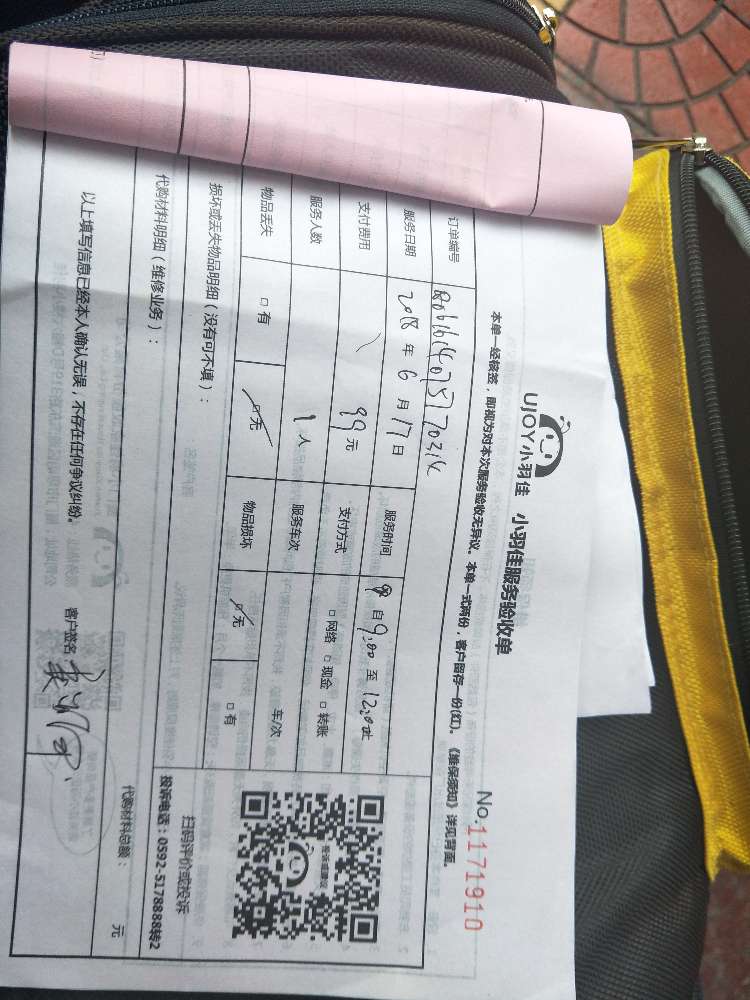 UJOY小羽佳 小羽佳服务验收单
No.1171910
本单一经核签，即视为对本次服务验收无异议。本单一式两份，客户留存一份(红)。《维保须知》详见背面。
订单编号
服务日期 2018 年 6 月 17 日 服务时间 自 9:00 至 12:00止
支付费用 99 元 支付方式 □ 网络 □ 现金 □ 转账
服务人数 1 人 服务车次 车/次
物品丢失 □ 有 □ 无 物品损坏 □ 无 □ 有
损坏或丢失物品明细（没有可不填）：
投诉或建议
扫码评价或投诉
投诉电话：0592-5178888转2
代购材料明细（维修业务）：
代购材料总额： 元
以上填写信息已经本人确认无误，不存在任何争议纠纷。 客户签名